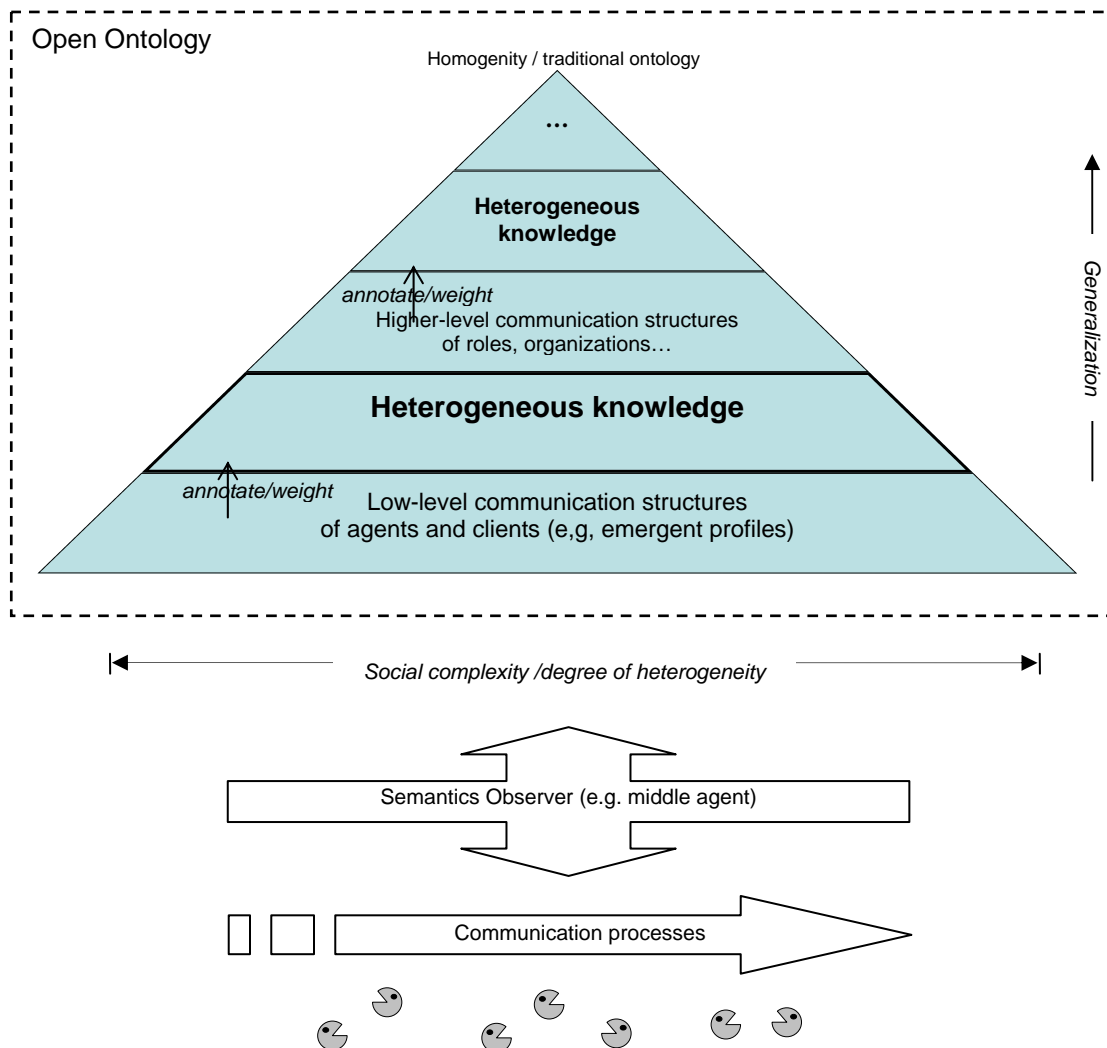 Open Ontology
Homogenity / traditional ontology
...
Heterogeneous
knowledge
annotate/weight
Higher-level communication structures
of roles, organizations…
Heterogeneous knowledge
annotate/weight
Low-level communication structures
of agents and clients (e,g, emergent profiles)
Generalization
Social complexity /degree of heterogeneity
Semantics Observer (e.g. middle agent)
Communication processes